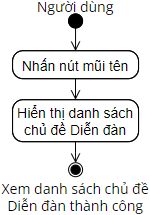 Người dùng
Nhấn nút mũi tên
Hiển thị danh sách
chủ đề Diễn đàn
Xem danh sách chủ đề
Diễn đàn thành công